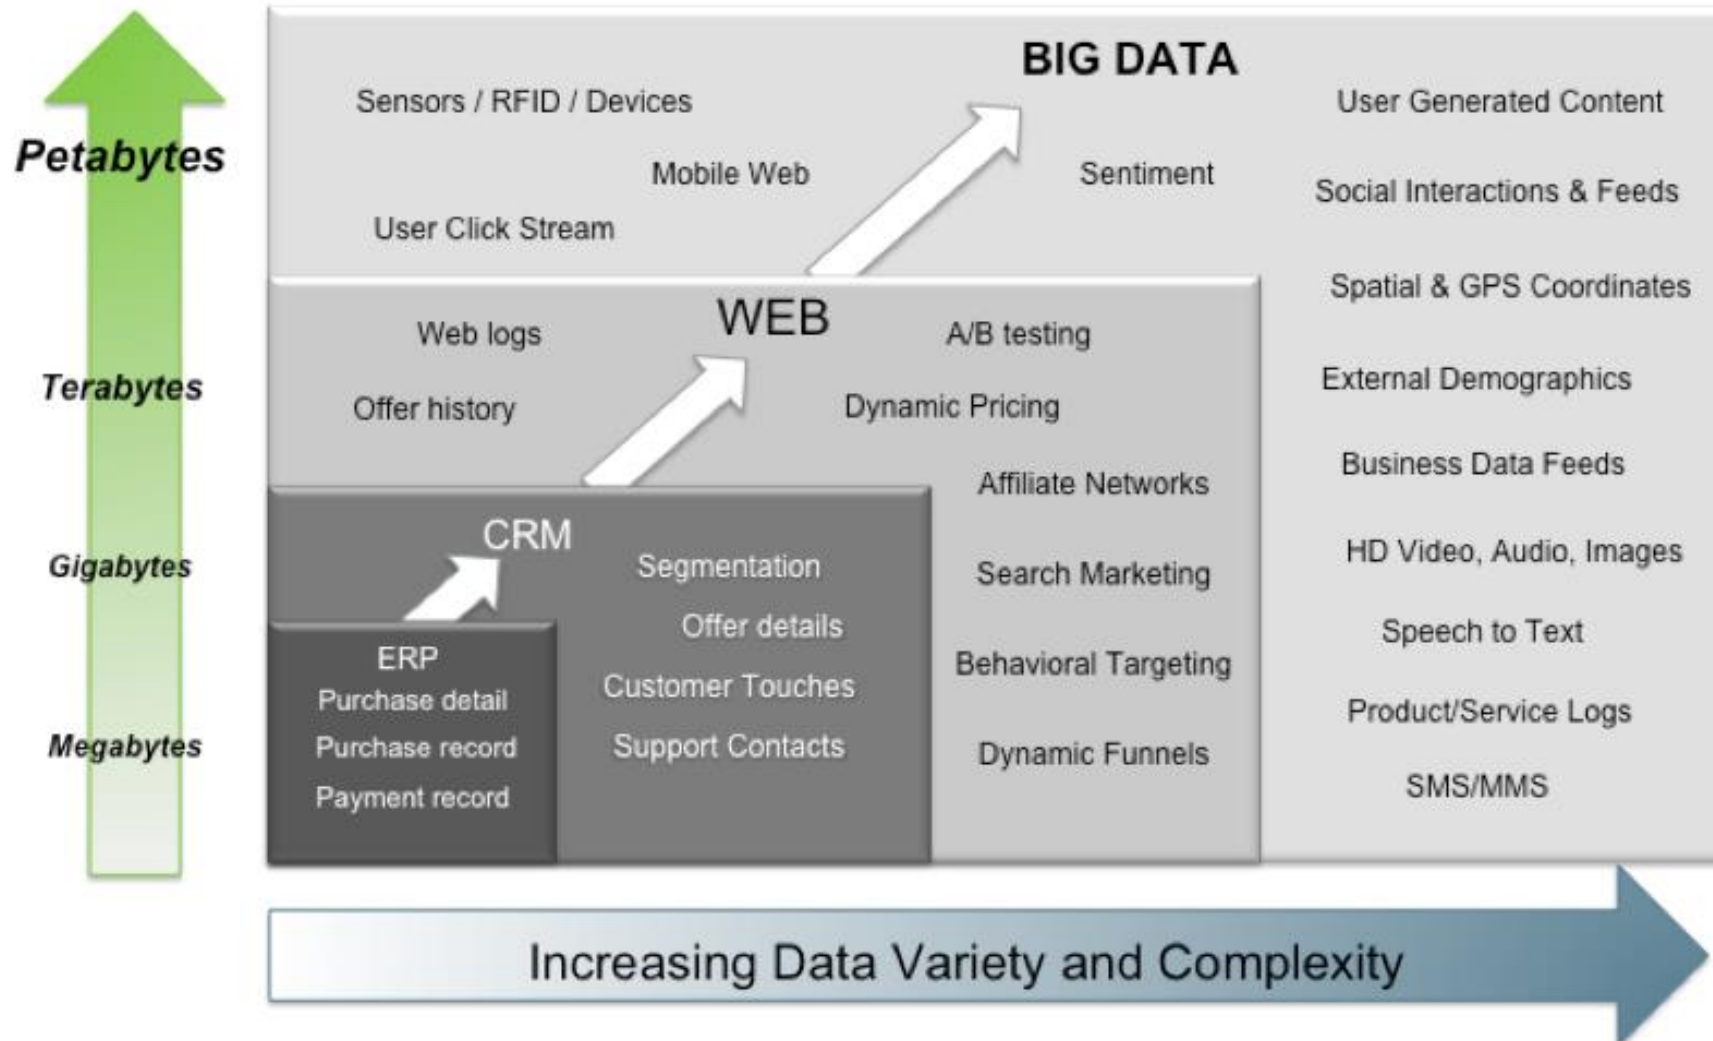 BIG DATA
Sensors / RFID / Devices
User Generated Content
Petabytes
Mobile Web
Sentiment
Social Interactions & Feeds
User Click Stream
Spatial & GPS Coordinates
WEB
Web logs
A/B testing
Terabytes
External Demographics
Offer history
Dynamic Pricing
Business Data Feeds
Affiliate Networks
CRM
HD Video, Audio, Images
Gigabytes
Segmentation
Search Marketing
Offer details
Speech to Text
ERP
Behavioral Targeting
Purchase detail
Customer Touches
Product/Service Logs
Megabytes
Purchase record
Support Contacts
Dynamic Funnels
SMS/MMS
Payment record
Increasing Data Variety and Complexity